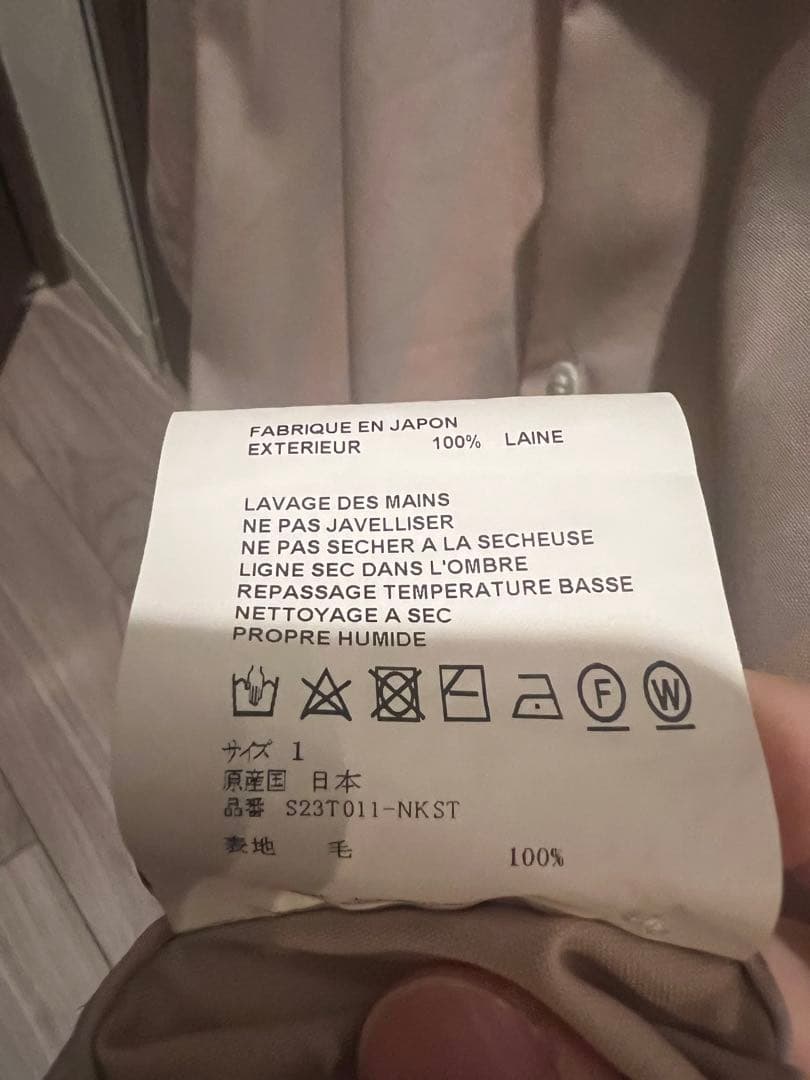 FABRIQUE EN JAPON
EXTERIEUR 100% LAINE
LAVAGE DES MAINS
NE PAS JAVELLISER
NE PAS SECHER A LA SECHEUSE
LIGNE SEC DANS L'OMBRE
REPASSAGE TEMPERATURE BASSE
NETTOYAGE A SEC
PROPRE HUMIDE
F W
サイズ 1
原産国 日本
品番 S23T011-NKST
表地 毛 100%